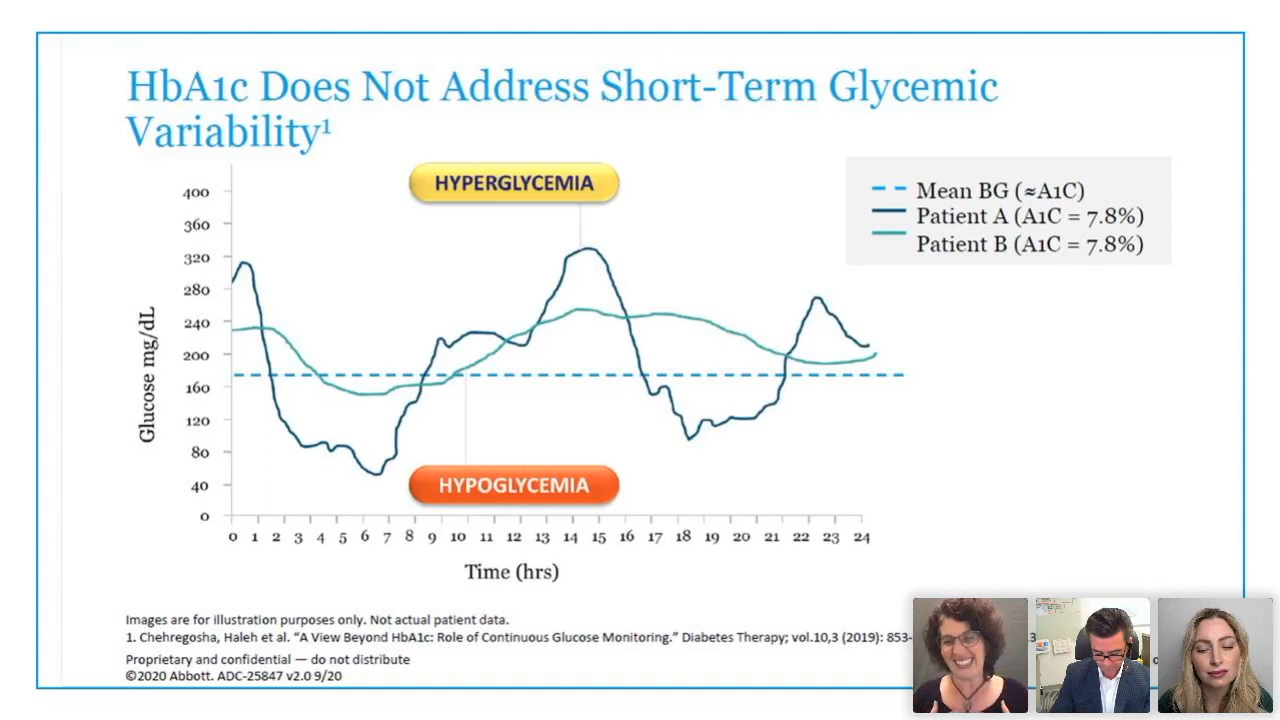 HbA1c Does Not Address Short-Term Glycemic
Variability¹
HYPERGLYCEMIA
Mean BG (≈A1C)
Patient A (A1C = 7.8%)
Patient B (A1C = 7.8%)
400
360
320
280
240
200
160
120
80
40
0
Glucose mg/dL
HYPOGLYCEMIA
0 1 2 3 4 5 6 7 8 9 10 11 12 13 14 15 16 17 18 19 20 21 22 23 24
Time (hrs)
Images are for illustration purposes only. Not actual patient data.
1. Chehregosha, Haleh et al. “A View Beyond HbA1c: Role of Continuous Glucose Monitoring.” Diabetes Therapy; vol.10,3 (2019): 853-
Proprietary and confidential — do not distribute
©2020 Abbott. ADC-25847 v2.0 9/20